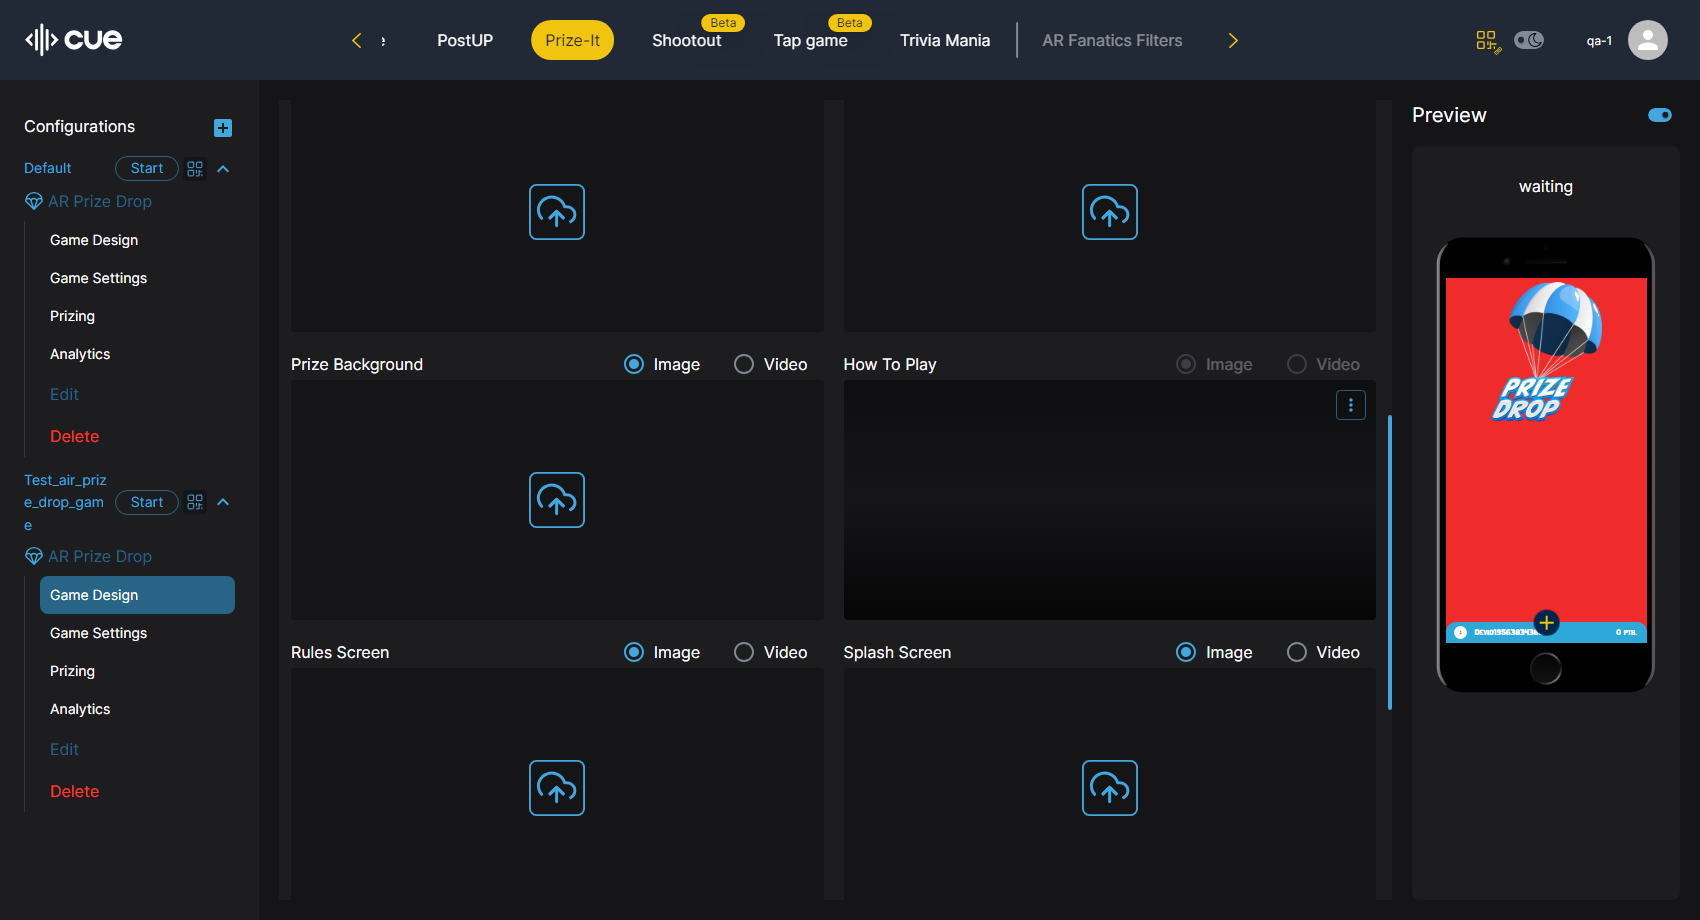 cue
PostUP
Prize-It
Shootout
Beta
Tap game
Beta
Trivia Mania
AR Fanatics Filters
qa-1
Configurations
Default
Start
AR Prize Drop
Game Design
Game Settings
Prizing
Analytics
Edit
Delete
Test_air_priz
e_drop_gam
e
Start
AR Prize Drop
Game Design
Game Settings
Prizing
Analytics
Edit
Delete
Prize Background
Image
Video
How To Play
Image
Video
Rules Screen
Image
Video
Splash Screen
Image
Video
Preview
waiting
PRIZE
DROP
0 PTS.